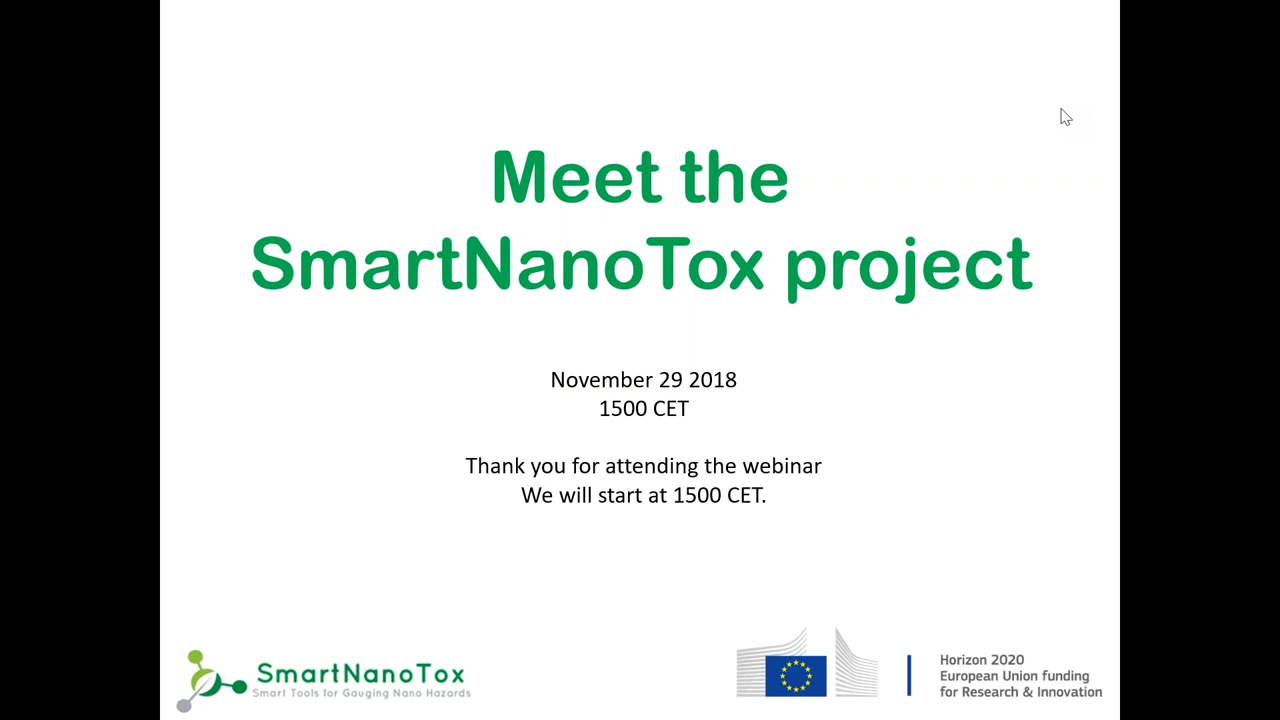 Meet the
SmartNanoTox project
November 29 2018
1500 CET
Thank you for attending the webinar
We will start at 1500 CET.
SmartNanoTox
Smart Tools for Gauging Nano Hazards
Horizon 2020
European Union funding
for Research & Innovation